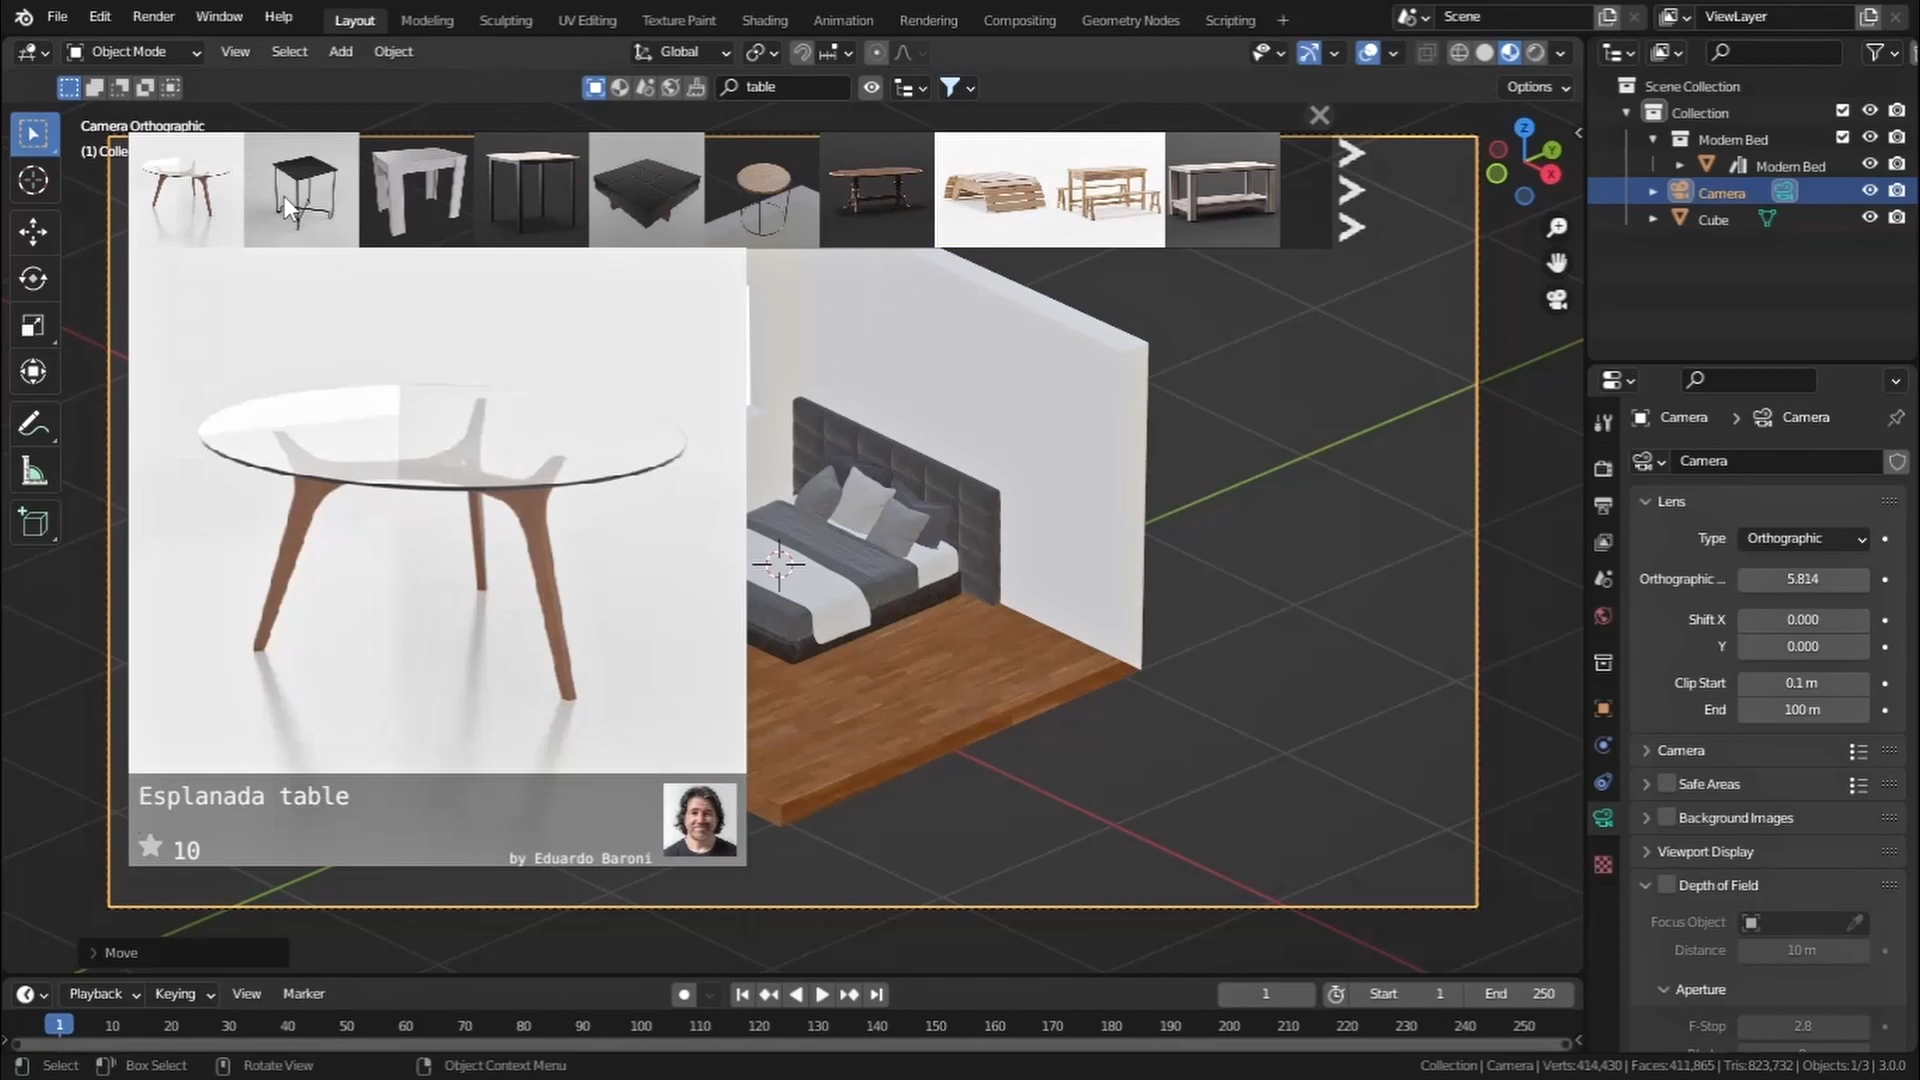 File Edit Render Window Help Layout Modeling Sculpting UV Editing Texture Paint Shading Animation Rendering Compositing Geometry Nodes Scripting + Scene ViewLayer
Object Mode View Select Add Object Global
table Options
Camera Orthographic
(1) Colle
Scene Collection
Collection
Modern Bed
Modern Bed
Camera
Cube
Z
Y
X
Camera > Camera
Camera
Lens
Type Orthographic
Orthographic ... 5.814
Shift X 0.000
Y 0.000
Clip Start 0.1 m
End 100 m
Camera
Safe Areas
Background Images
Viewport Display
Depth of Field
Focus Object
Distance 10 m
Aperture
F-Stop 2.8
Esplanada table
10
by Eduardo Baroni
> Move
Playback Keying View Marker 1 Start 1 End 250
1 10 20 30 40 50 60 70 80 90 100 110 120 130 140 150 160 170 180 190 200 210 220 230 240 250
Select Box Select Rotate View Object Context Menu Collection | Camera | Verts:414,430 | Faces:411,865 | Tris:823,732 | Objects:1/3 | 3.0.0